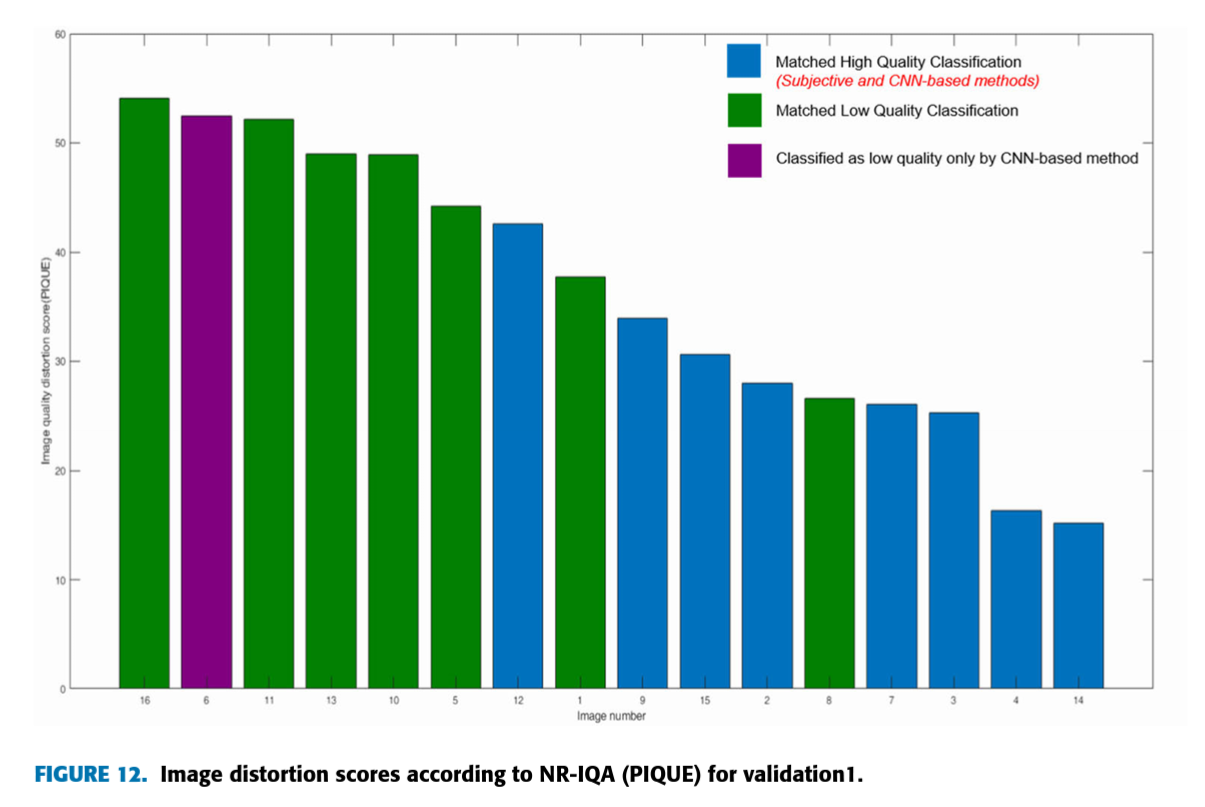 60
50
40
30
20
10
0
Image quality distortion score(PIQUE)
Matched High Quality Classification
(Subjective and CNN-based methods)
Matched Low Quality Classification
Classified as low quality only by CNN-based method
16 6 11 13 10 5 12 1 9 15 2 8 7 3 4 14
Image number
FIGURE 12. Image distortion scores according to NR-IQA (PIQUE) for validation1.